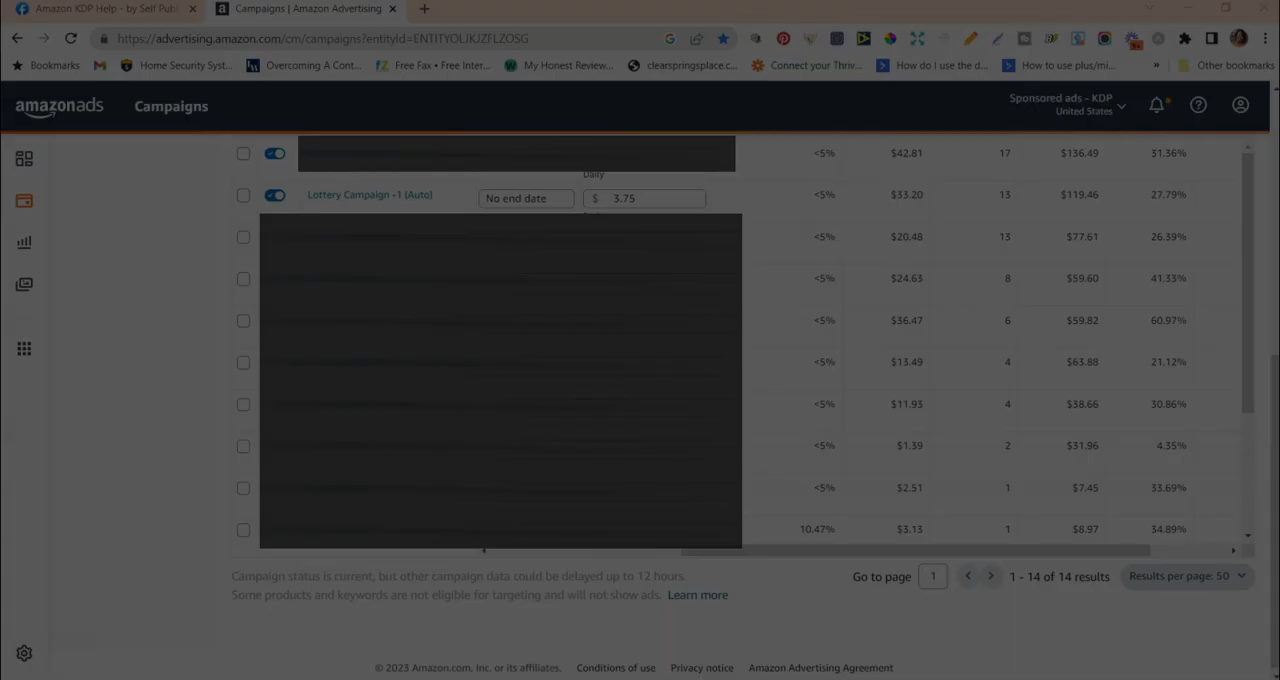 Amazon KDP Help - by Self Publ
Campaigns | Amazon Advertising
https://advertising.amazon.com/cm/campaigns?entityId=ENTITYOLJKJZFLZOSG
Bookmarks
Home Security Syst...
Overcoming A Cont...
Free Fax • Free Inter...
My Honest Review...
clearspringsplace.c...
Connect your Thriv...
How do I use the d...
How to use plus/mi...
»
Other bookmarks
amazonads
Campaigns
Sponsored ads - KDP
United States
<5% $42.81 17 $136.49 31.36%
Daily
Lottery Campaign -1 (Auto) No end date $ 3.75 <5% $33.20 13 $119.46 27.79%
<5% $20.48 13 $77.61 26.39%
<5% $24.63 8 $59.60 41.33%
<5% $36.47 6 $59.82 60.97%
<5% $13.49 4 $63.88 21.12%
<5% $11.93 4 $38.66 30.86%
<5% $1.39 2 $31.96 4.35%
<5% $2.51 1 $7.45 33.69%
10.47% $3.13 1 $8.97 34.89%
Campaign status is current, but other campaign data could be delayed up to 12 hours.
Some products and keywords are not eligible for targeting and will not show ads. Learn more
Go to page 1 1 - 14 of 14 results Results per page: 50
© 2023 Amazon.com, Inc. or its affiliates. Conditions of use Privacy notice Amazon Advertising Agreement